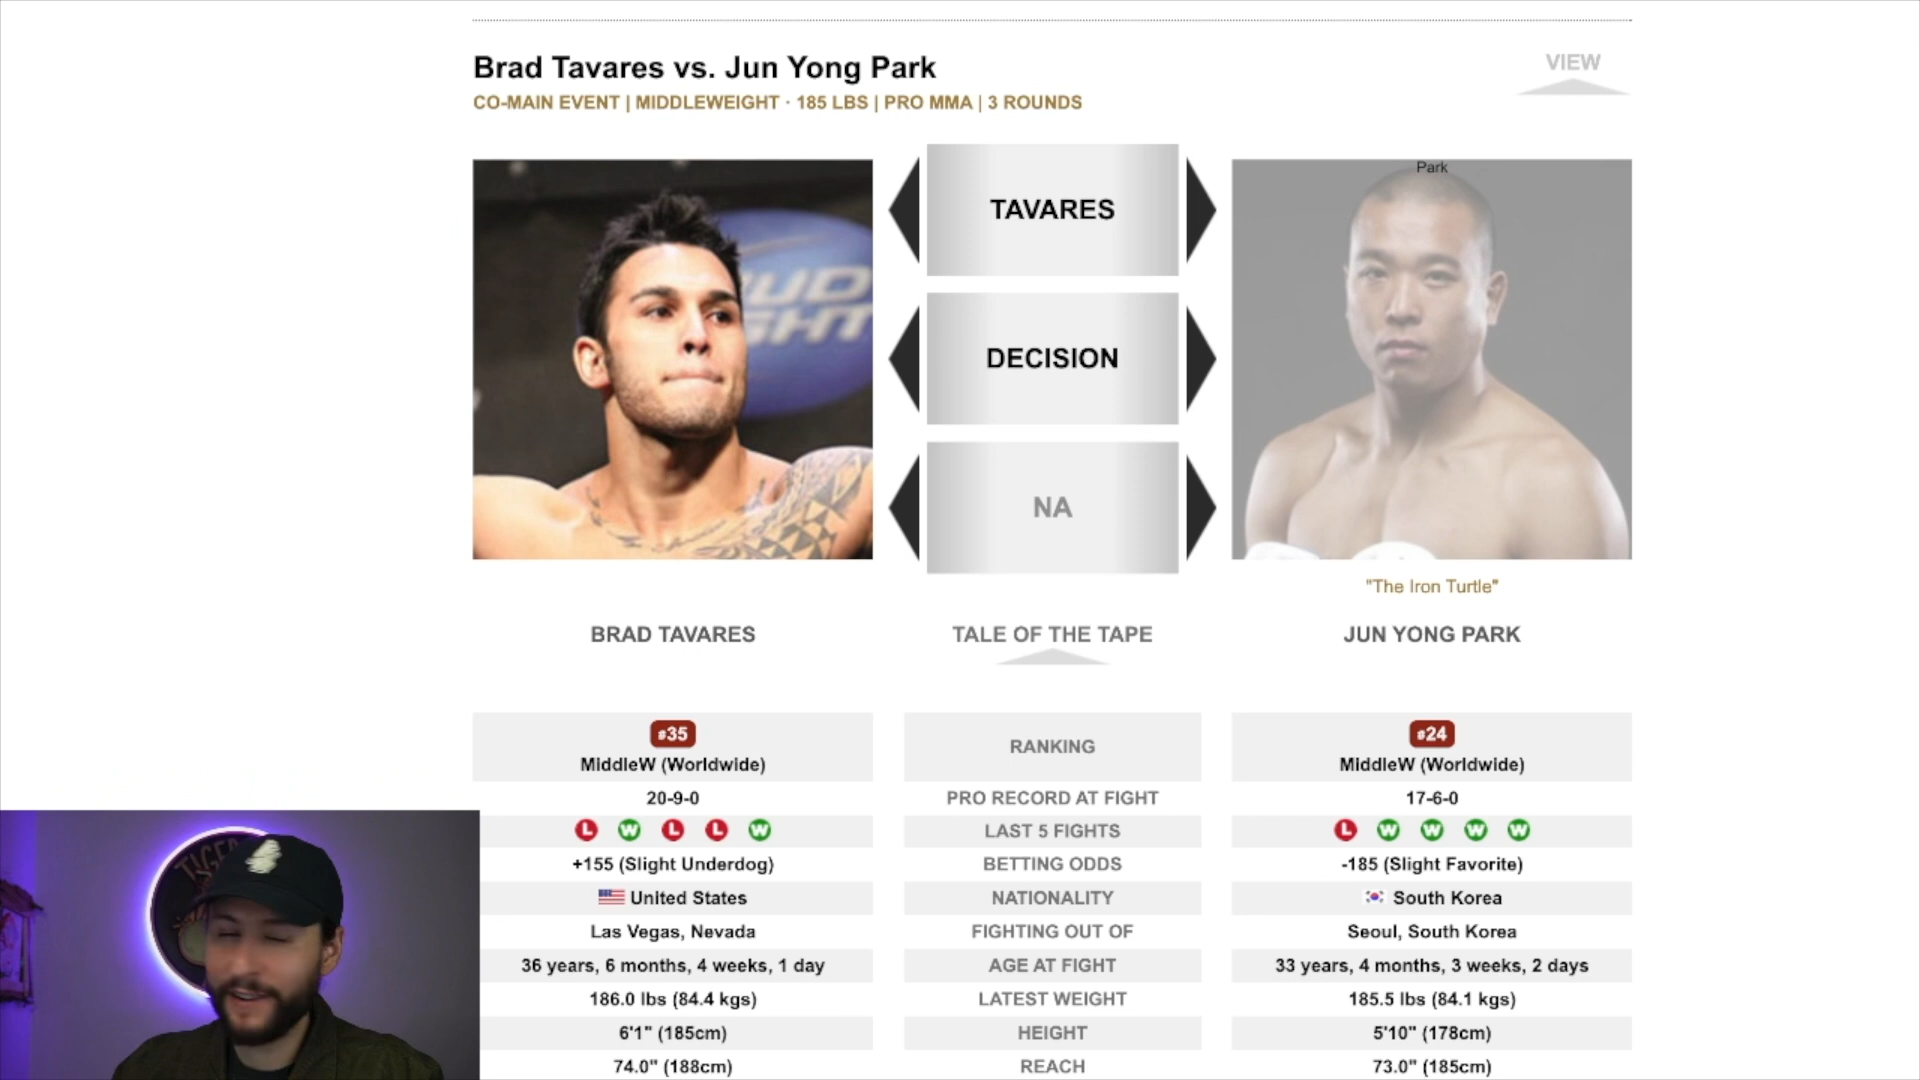 Brad Tavares vs. Jun Yong Park
VIEW
CO-MAIN EVENT | MIDDLEWEIGHT · 185 LBS | PRO MMA | 3 ROUNDS
UD
GHT
TAVARES
DECISION
NA
Park
"The Iron Turtle"
BRAD TAVARES
TALE OF THE TAPE
JUN YONG PARK
#35
MiddleW (Worldwide)
RANKING
#24
MiddleW (Worldwide)
20-9-0
PRO RECORD AT FIGHT
17-6-0
L W L L W
LAST 5 FIGHTS
L W W W W
+155 (Slight Underdog)
BETTING ODDS
-185 (Slight Favorite)
United States
NATIONALITY
South Korea
Las Vegas, Nevada
FIGHTING OUT OF
Seoul, South Korea
36 years, 6 months, 4 weeks, 1 day
AGE AT FIGHT
33 years, 4 months, 3 weeks, 2 days
186.0 lbs (84.4 kgs)
LATEST WEIGHT
185.5 lbs (84.1 kgs)
6'1" (185cm)
HEIGHT
5'10" (178cm)
74.0" (188cm)
REACH
73.0" (185cm)
TIGER